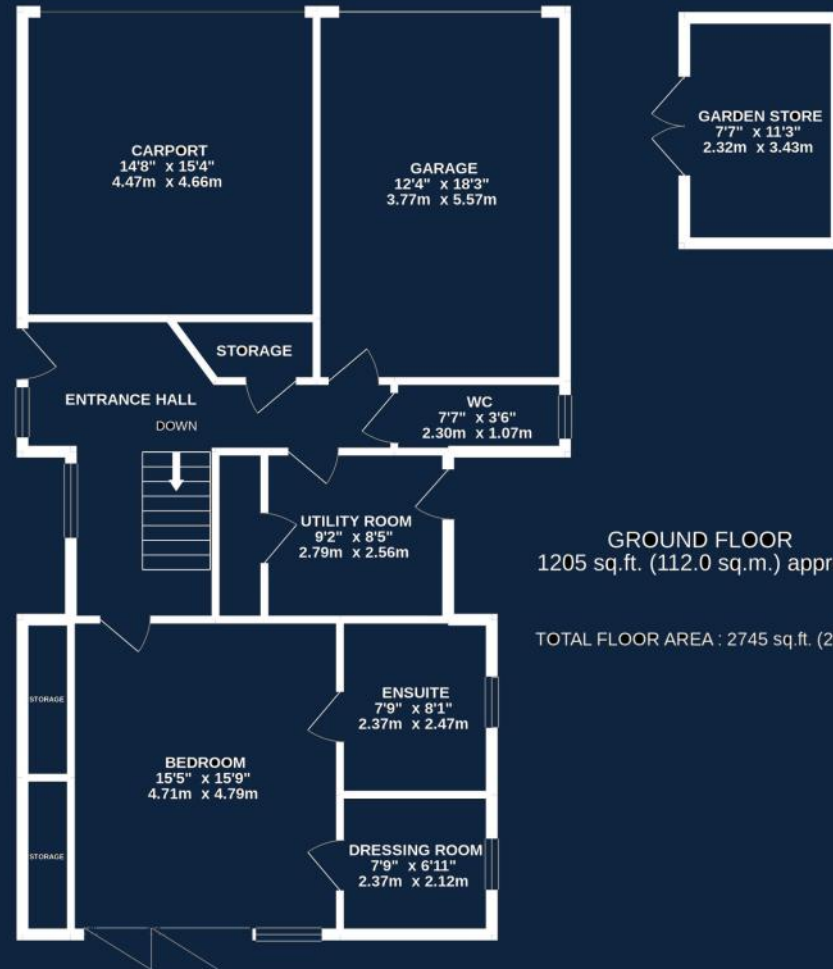 CARPORT
14'8" x 15'4"
4.47m x 4.66m
GARAGE
12'4" x 18'3"
3.77m x 5.57m
GARDEN STORE
7'7" x 11'3"
2.32m x 3.43m
STORAGE
ENTRANCE HALL
DOWN
WC
7'7" x 3'6"
2.30m x 1.07m
UTILITY ROOM
9'2" x 8'5"
2.79m x 2.56m
GROUND FLOOR
1205 sq.ft. (112.0 sq.m.) appr
TOTAL FLOOR AREA : 2745 sq.ft. (2
STORAGE
ENSUITE
7'9" x 8'1"
2.37m x 2.47m
BEDROOM
15'5" x 15'9"
4.71m x 4.79m
STORAGE
DRESSING ROOM
7'9" x 6'11"
2.37m x 2.12m